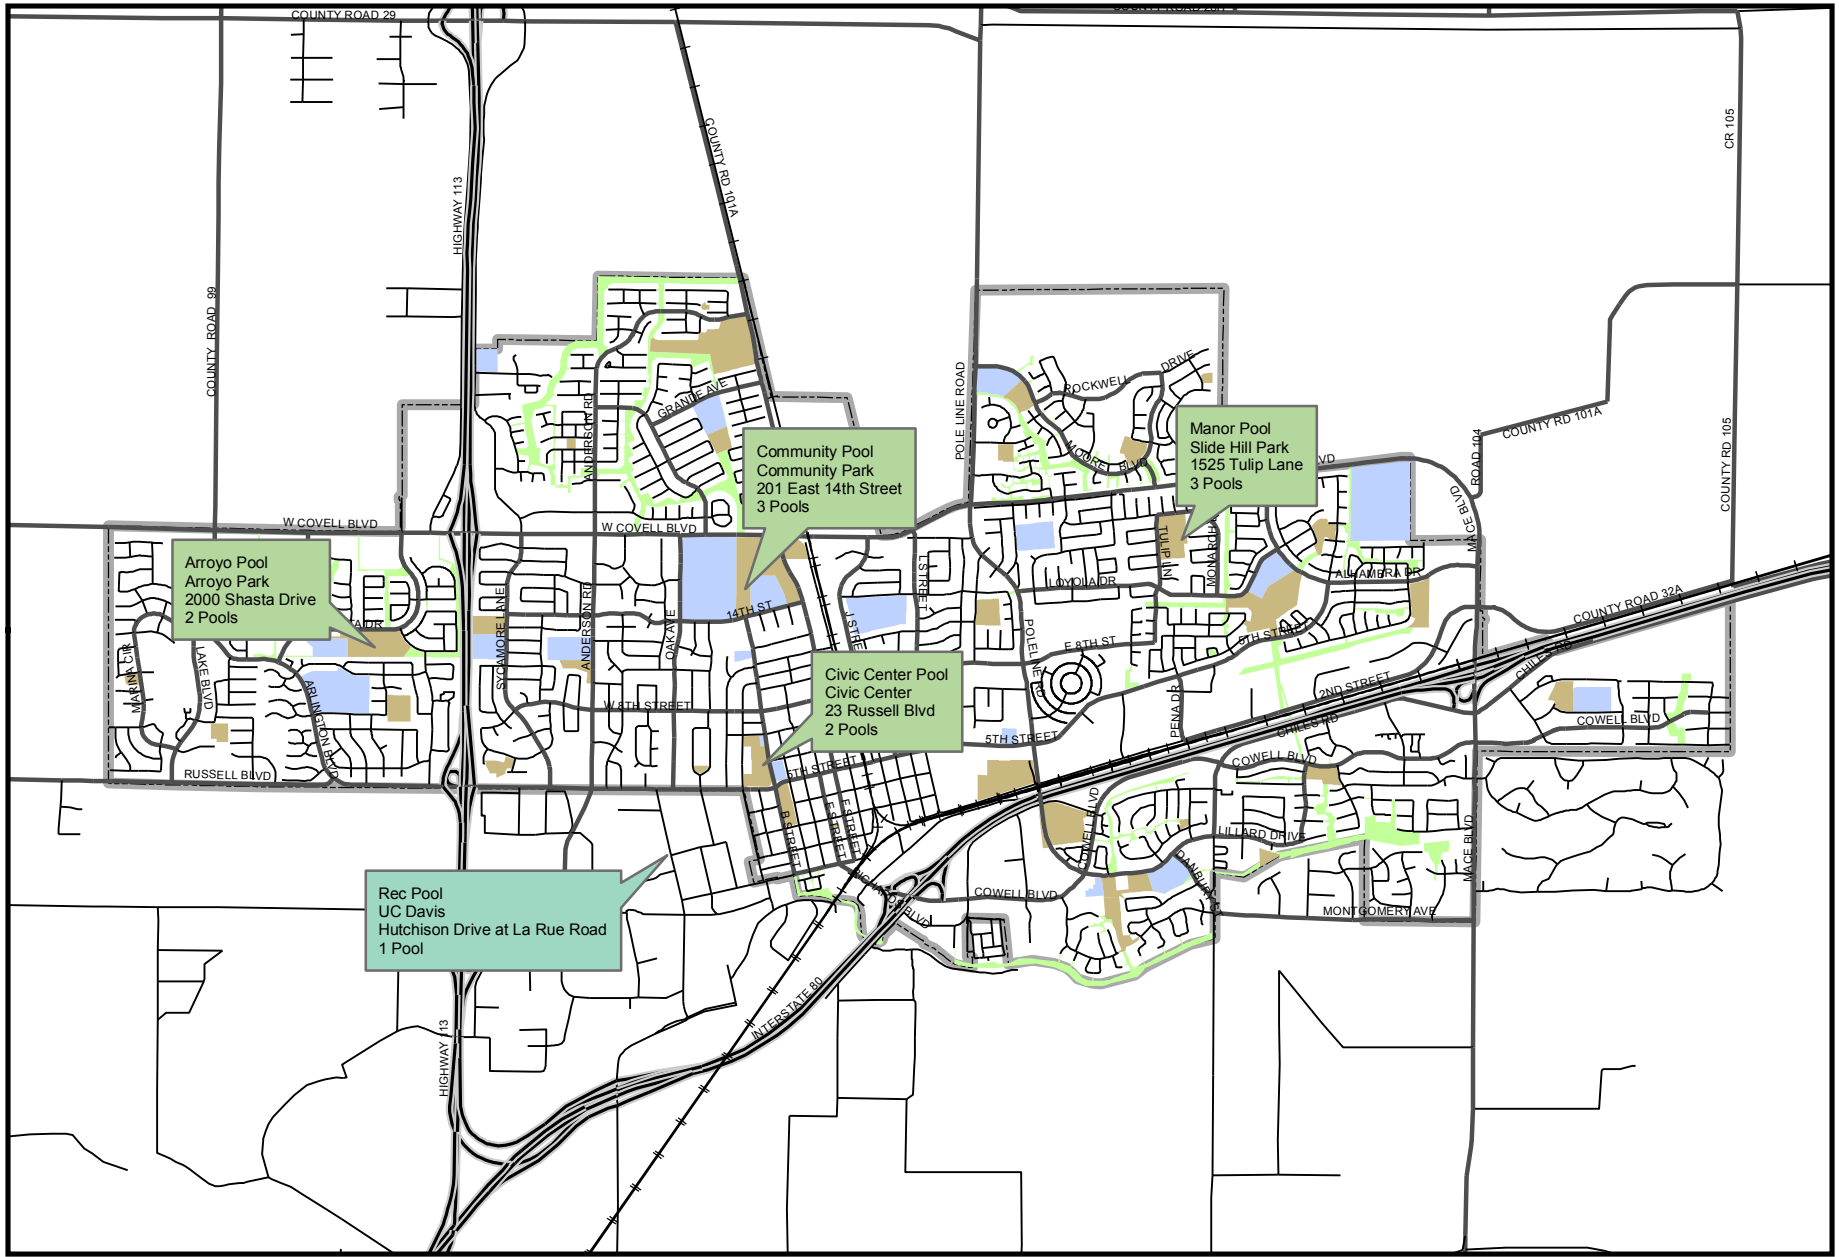 COUNTY ROAD 29
HIGHWAY 113
COUNTY RD 101A
CR 105
COUNTY ROAD 99
POLE LINE ROAD
ROCKWELL
DRIVE
GRANDE AVE
ANDERSON RD
MOORE BLVD
COUNTY RD 101A
ROAD 104
COUNTY RD 105
MACE BLVD
Manor Pool
Slide Hill Park
1525 Tulip Lane
3 Pools
Community Pool
Community Park
201 East 14th Street
3 Pools
W COVELL BLVD
W COVELL BLVD
Arroyo Pool
Arroyo Park
2000 Shasta Drive
2 Pools
SYCAMORE LANE
ANDERSON RD
OAK AVE
14TH ST
L STREET
LOYOLA DR
ALHAMBRA DR
COUNTY ROAD 32A
E 8TH ST
5TH STREET
POLELINE RD
MARINA CIR
LAKE BLVD
ARLINGTON BLVD
RUSSELL BLVD
W 8TH STREET
Civic Center Pool
Civic Center
23 Russell Blvd
2 Pools
5TH STREET
5TH STREET
PENA DR
2ND STREET
CHILES RD
CHILES RD
COWELL BLVD
COWELL BLVD
COWELL BLVD
LILLARD DRIVE
B STREET
E STREET
F STREET
RICHARDS BLVD
COWELL BLVD
MONTGOMERY AVE
MACE BLVD
Rec Pool
UC Davis
Hutchison Drive at La Rue Road
1 Pool
INTERSTATE 80
HIGHWAY 113